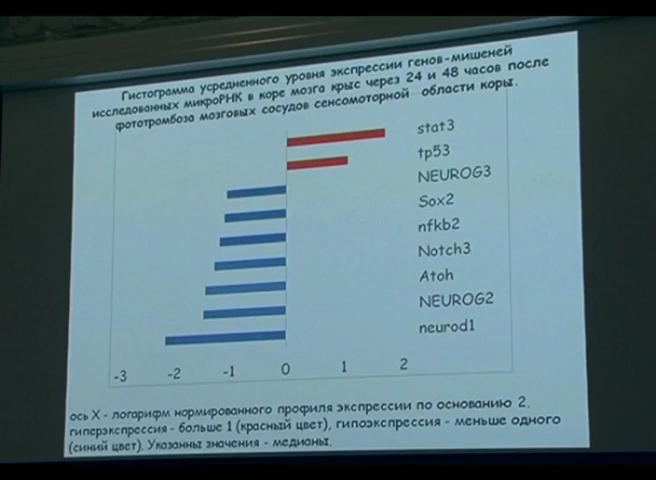 Гистограмма усредненного уровня экспрессии генов-мишеней
исследованных микроРНК в коре мозга крыс через 24 и 48 часов после
фототромбоза мозговых сосудов сенсомоторной области коры.
stat3
tp53
NEUROG3
Sox2
nfkb2
Notch3
Atoh
NEUROG2
neurod1
-3 -2 -1 0 1 2
ось X - логарифм нормированного профиля экспрессии по основанию 2,
гиперэкспрессия - больше 1 (красный цвет), гипоэкспрессия - меньше одного
(синий цвет). Указанны значения - медианы.